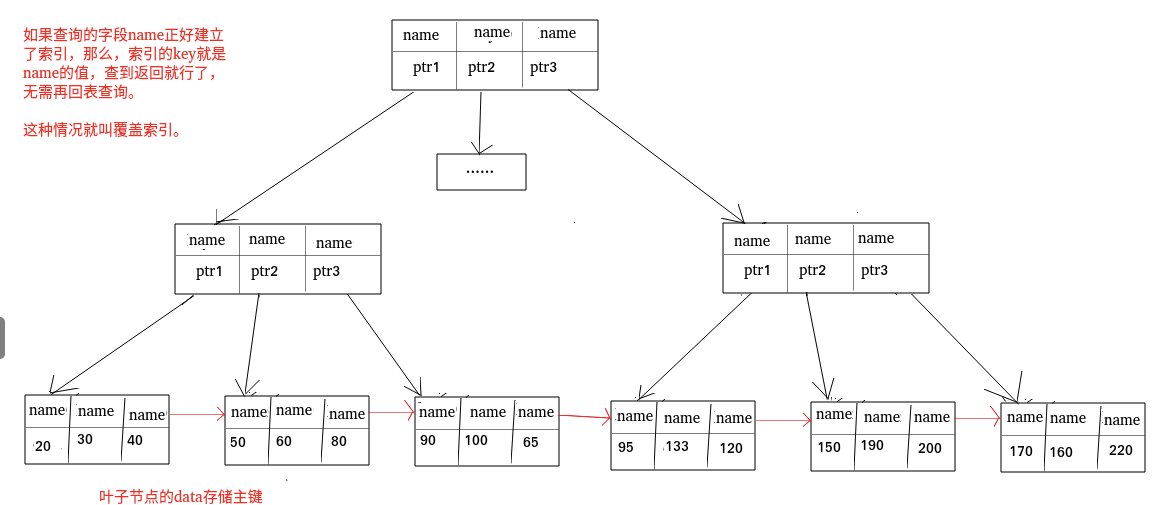 如果查询的字段name正好建立
了索引，那么，索引的key就是
name的值，查到返回就行了，
无需再回表查询。
这种情况就叫覆盖索引。
name name name
ptr1 ptr2 ptr3
......
name name name
ptr1 ptr2 ptr3
name name name
ptr1 ptr2 ptr3
name name name
20 30 40
name name name
50 60 80
name name name
90 100 65
name name name
95 133 120
name name name
150 190 200
name name name
170 160 220
叶子节点的data存储主键